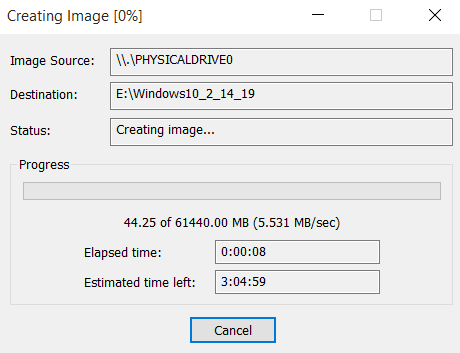 Creating Image [0%]
Image Source: \\.\PHYSICALDRIVE0
Destination: E:\Windows10_2_14_19
Status: Creating image...
Progress
44.25 of 61440.00 MB (5.531 MB/sec)
Elapsed time: 0:00:08
Estimated time left: 3:04:59
Cancel